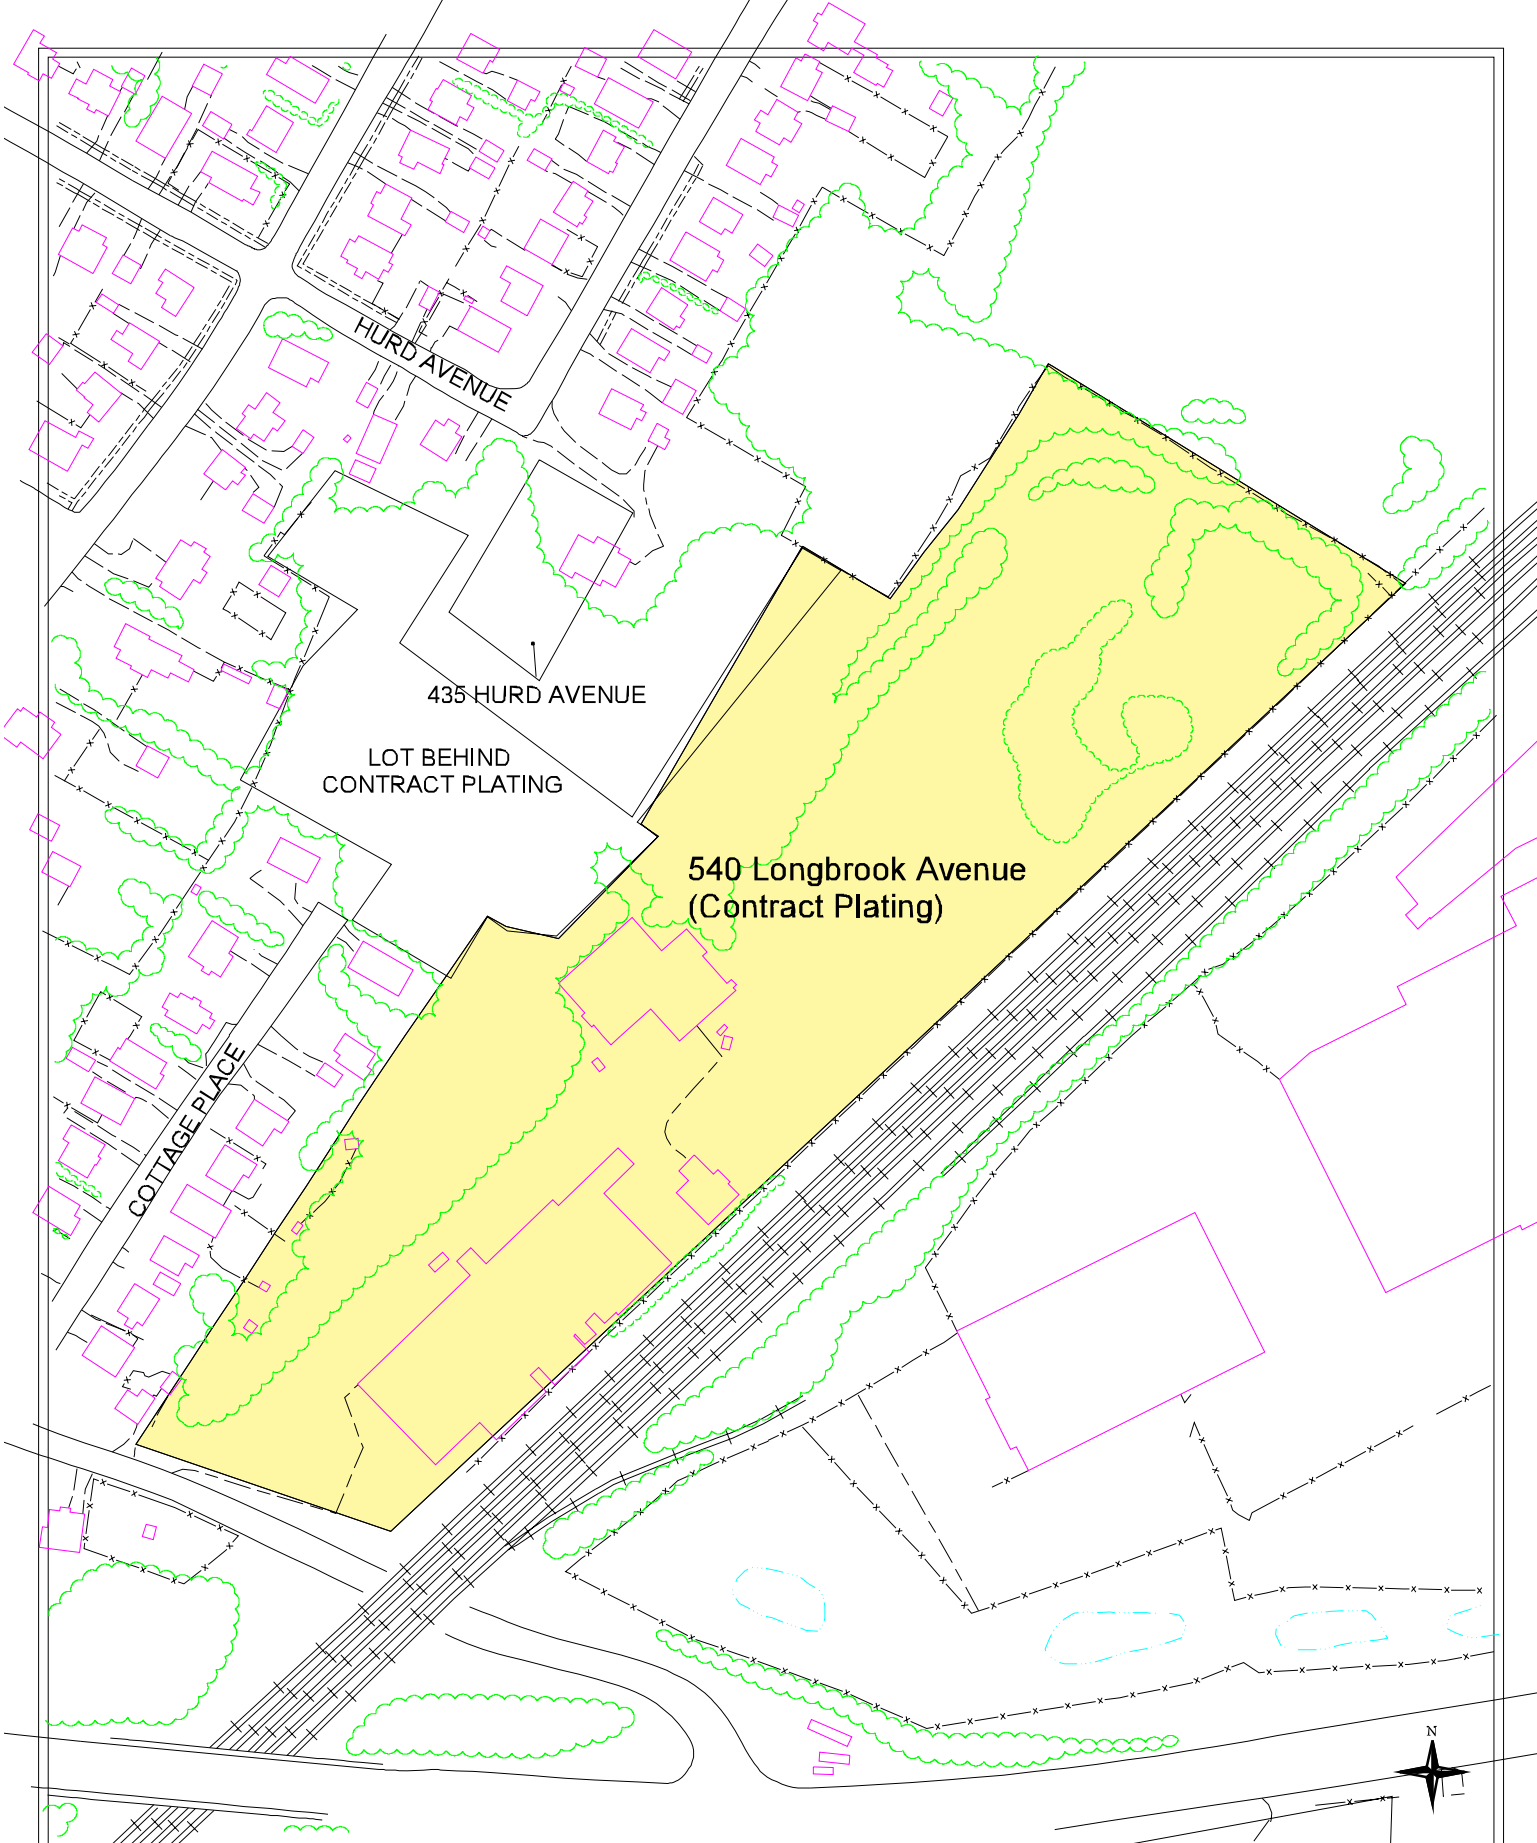 HURD AVENUE
435 HURD AVENUE
LOT BEHIND
CONTRACT PLATING
540 Longbrook Avenue
(Contract Plating)
COTTAGE PLACE
N